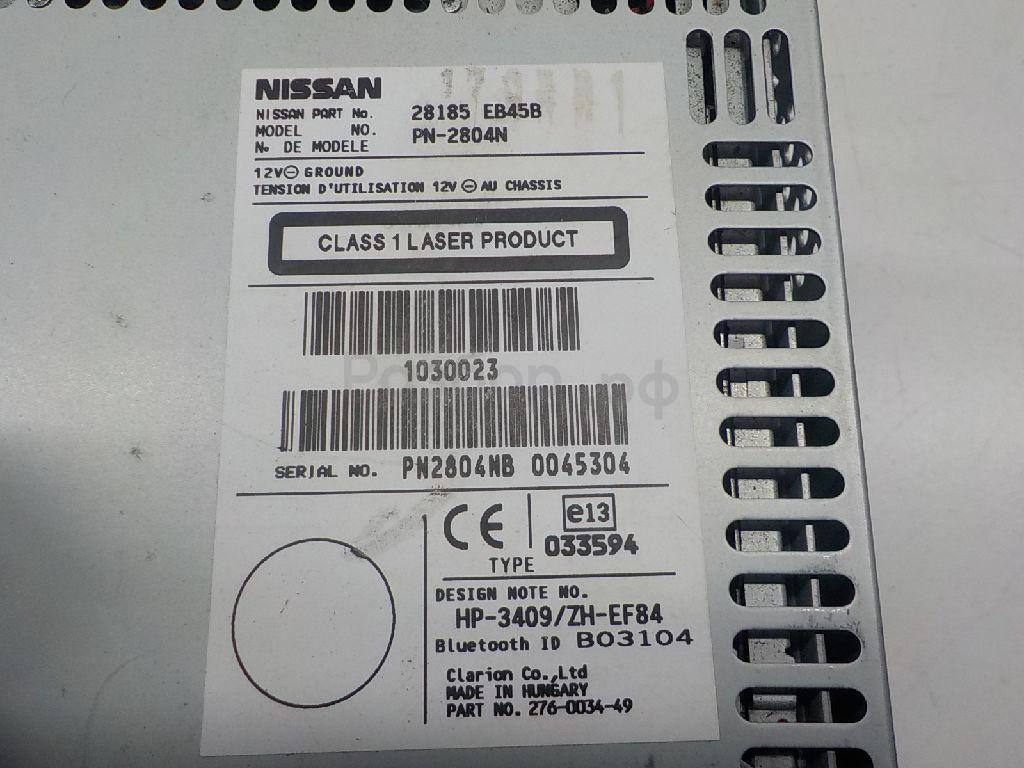 NISSAN
NISSAN PART No. 28185 EB45B
MODEL NO. PN-2804N
No DE MODELE
12V⊖ GROUND
TENSION D'UTILISATION 12V ⊖ AU CHASSIS
CLASS 1 LASER PRODUCT
1030023
SERIAL NO. PN2804NB 0045304
CE e13
033594
TYPE
DESIGN NOTE NO.
HP-3409/ZH-EF84
Bluetooth ID B03104
Clarion Co.,Ltd
MADE IN HUNGARY
PART NO. 276-0034-49